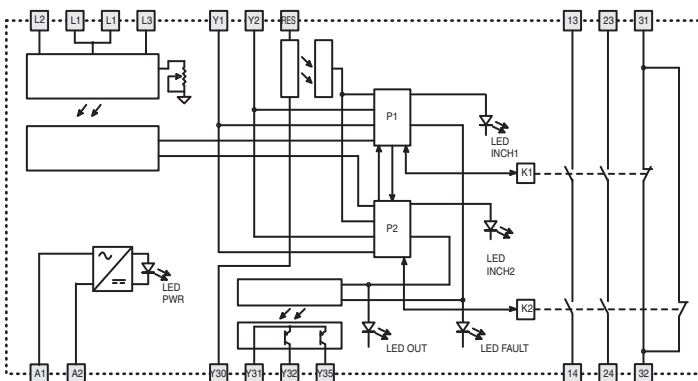 L2 L1 L1 L3 Y1 Y2 RES 13 23 31
P1
LED
INCH1
K1
P2
LED
INCH2
LED
PWR
K2
LED OUT LED FAULT
A1 A2 Y30 Y31 Y32 Y35 14 24 32